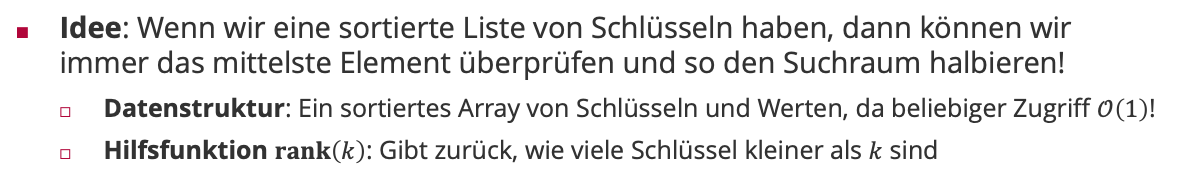 Idee: Wenn wir eine sortierte Liste von Schlüsseln haben, dann können wir
immer das mittelste Element überprüfen und so den Suchraum halbieren!
Datenstruktur: Ein sortiertes Array von Schlüsseln und Werten, da beliebiger Zugriff 𝒪(1)!
Hilfsfunktion rank(k): Gibt zurück, wie viele Schlüssel kleiner als k sind